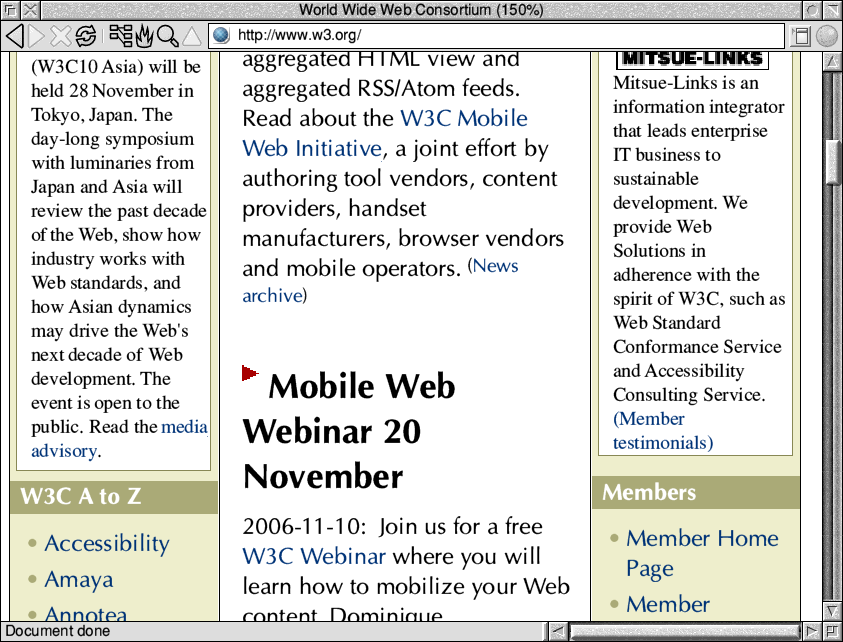 World Wide Web Consortium (150%)
http://www.w3.org/
(W3C10 Asia) will be
held 28 November in
Tokyo, Japan. The
day-long symposium
with luminaries from
Japan and Asia will
review the past decade
of the Web, show how
industry works with
Web standards, and
how Asian dynamics
may drive the Web's
next decade of Web
development. The
event is open to the
public. Read the media
advisory.
W3C A to Z
Accessibility
Amaya
Annotea
aggregated HTML view and
aggregated RSS/Atom feeds.
Read about the W3C Mobile
Web Initiative, a joint effort by
authoring tool vendors, content
providers, handset
manufacturers, browser vendors
and mobile operators. (News
archive)
Mobile Web
Webinar 20
November
2006-11-10: Join us for a free
W3C Webinar where you will
learn how to mobilize your Web
content. Dominique
MITSUE-LINKS
Mitsue-Links is an
information integrator
that leads enterprise
IT business to
sustainable
development. We
provide Web
Solutions in
adherence with the
spirit of W3C, such as
Web Standard
Conformance Service
and Accessibility
Consulting Service.
(Member
testimonials)
Members
Member Home
Page
Member
Document done